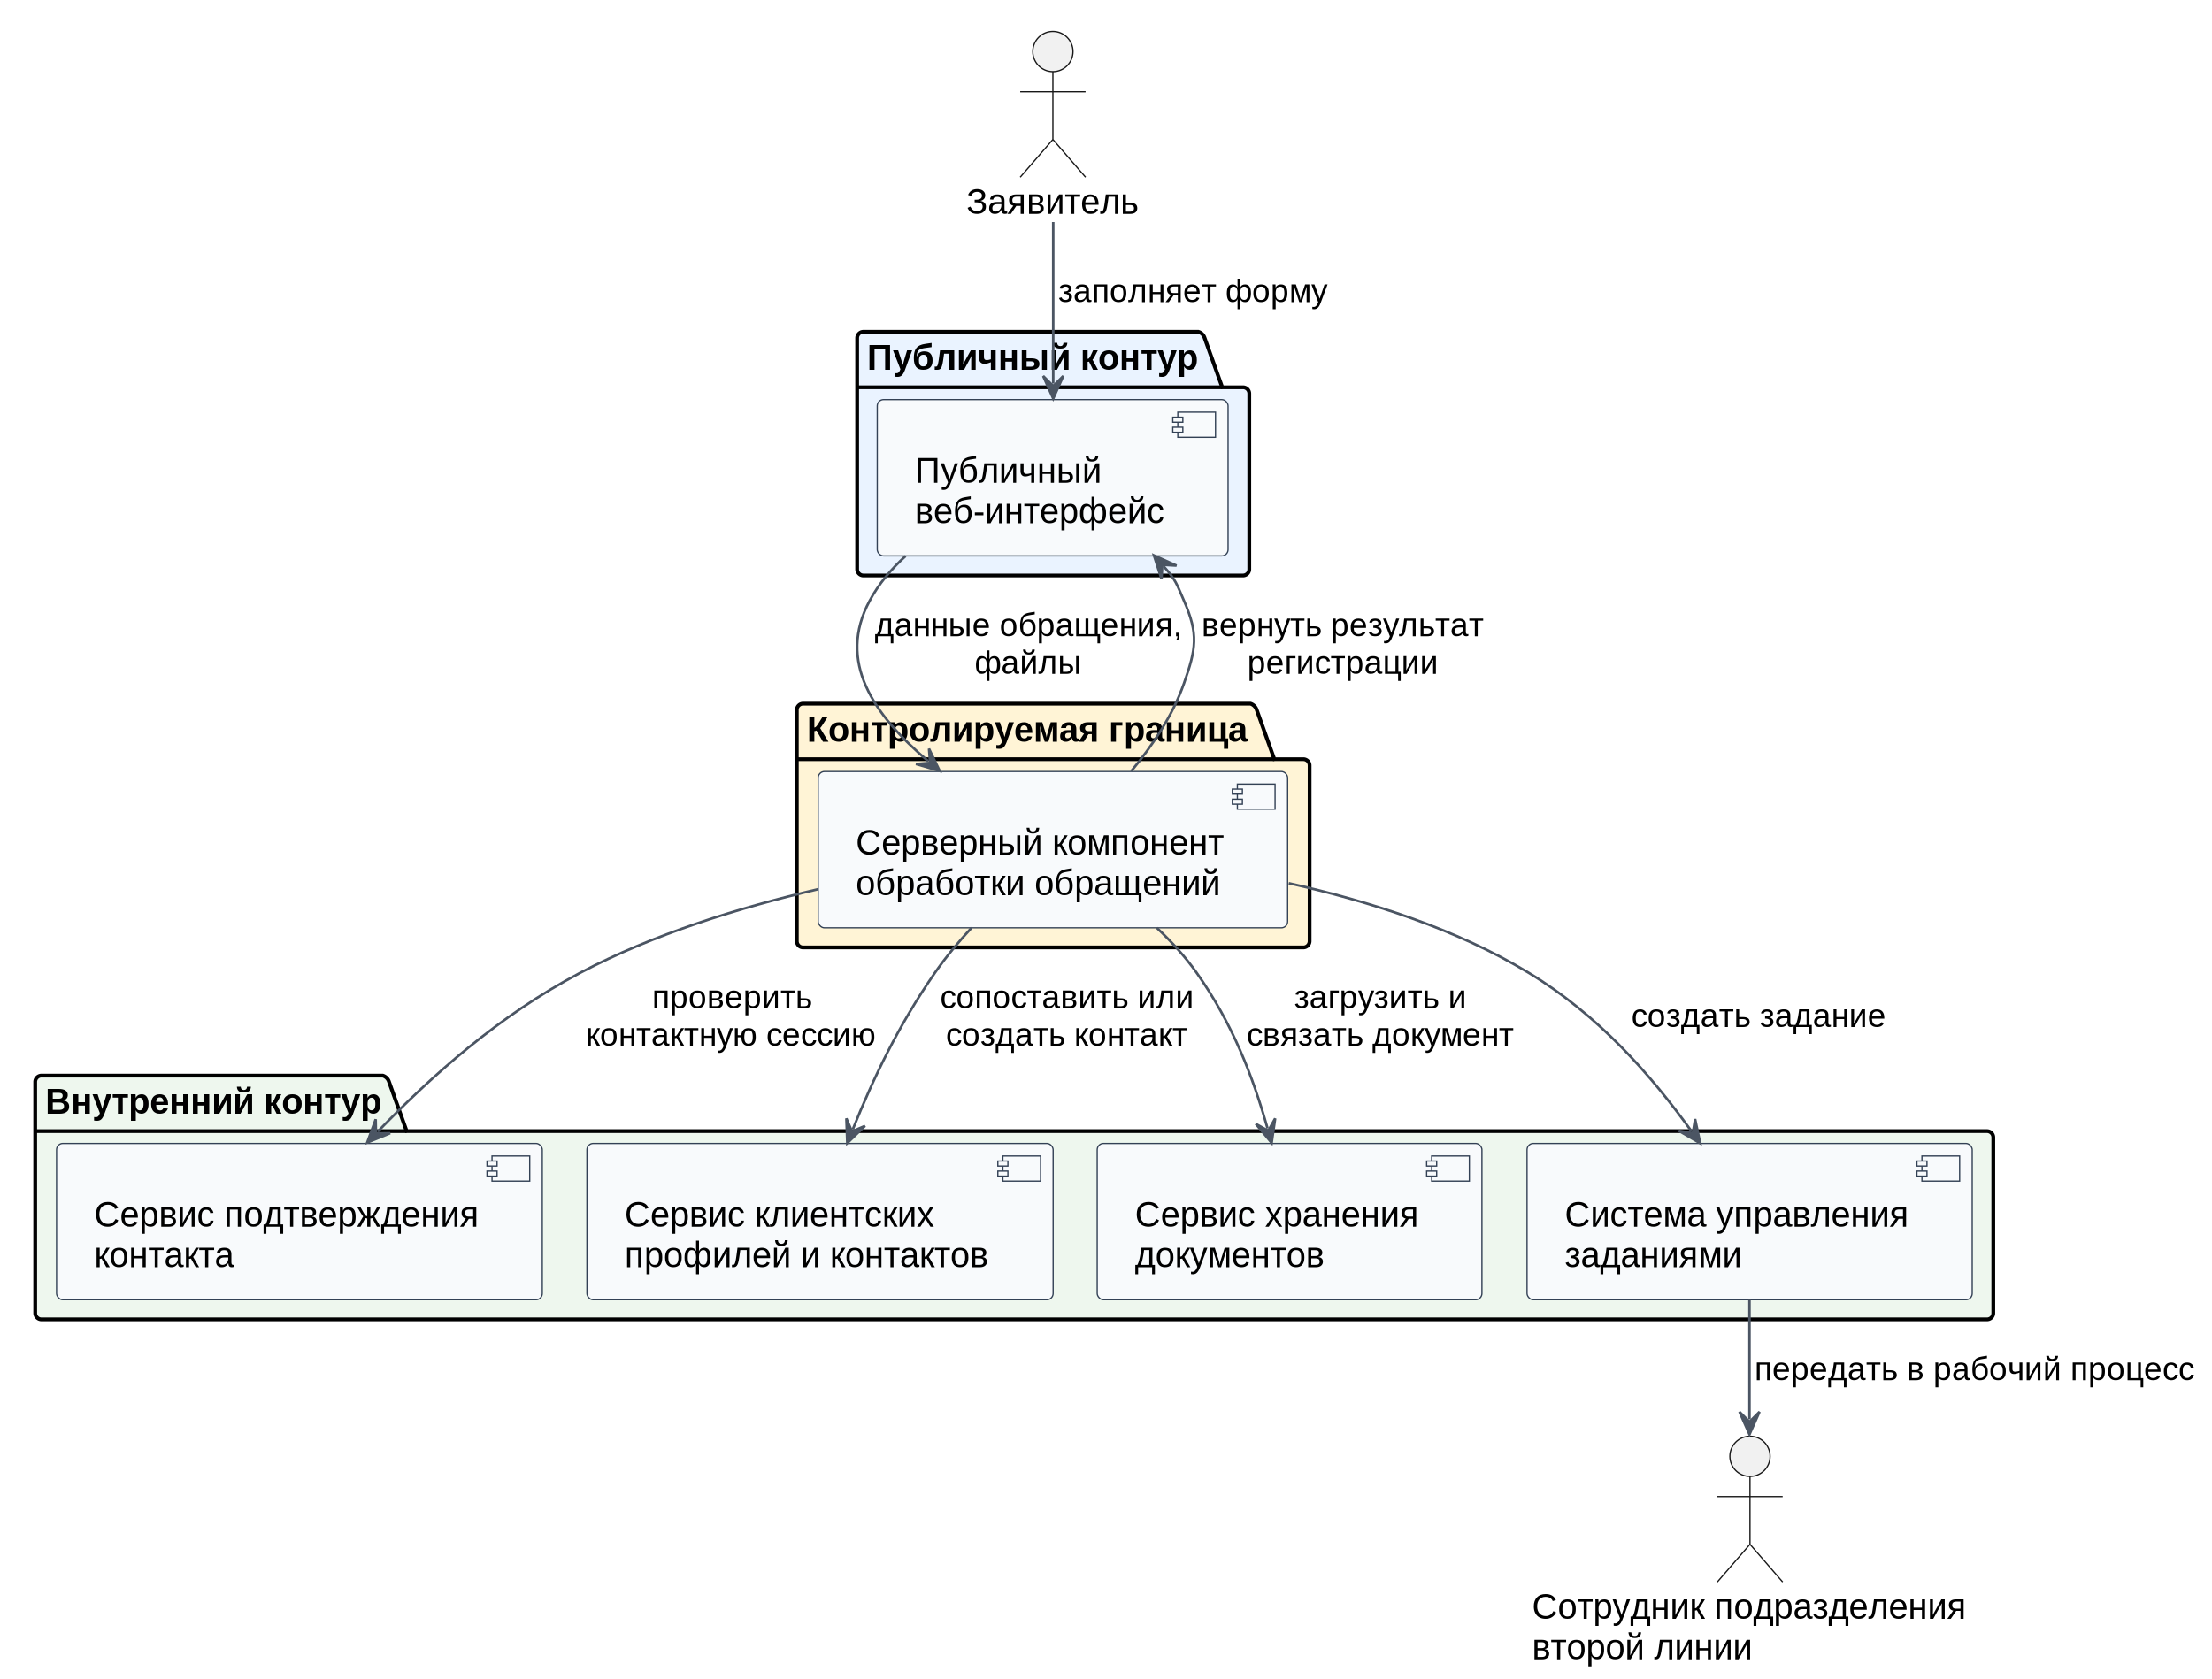 Заявитель
заполняет форму
Публичный контур
Публичный
веб-интерфейс
данные обращения,
файлы
вернуть результат
регистрации
Контролируемая граница
Серверный компонент
обработки обращений
проверить
контактную сессию
сопоставить или
создать контакт
загрузить и
связать документ
создать задание
Внутренний контур
Сервис подтверждения
контакта
Сервис клиентских
профилей и контактов
Сервис хранения
документов
Система управления
заданиями
передать в рабочий процесс
Сотрудник подразделения
второй линии